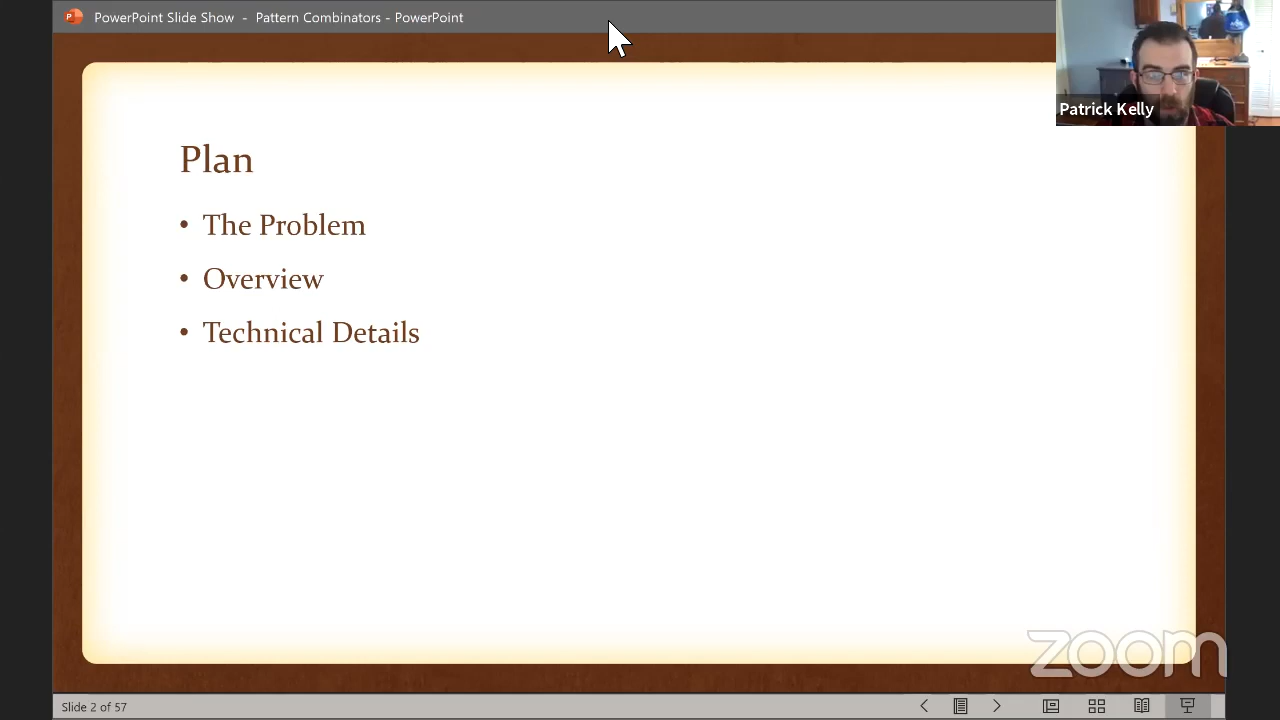 PowerPoint Slide Show - Pattern Combinators - PowerPoint
Patrick Kelly
Plan
• The Problem
• Overview
• Technical Details
zoom
Slide 2 of 57